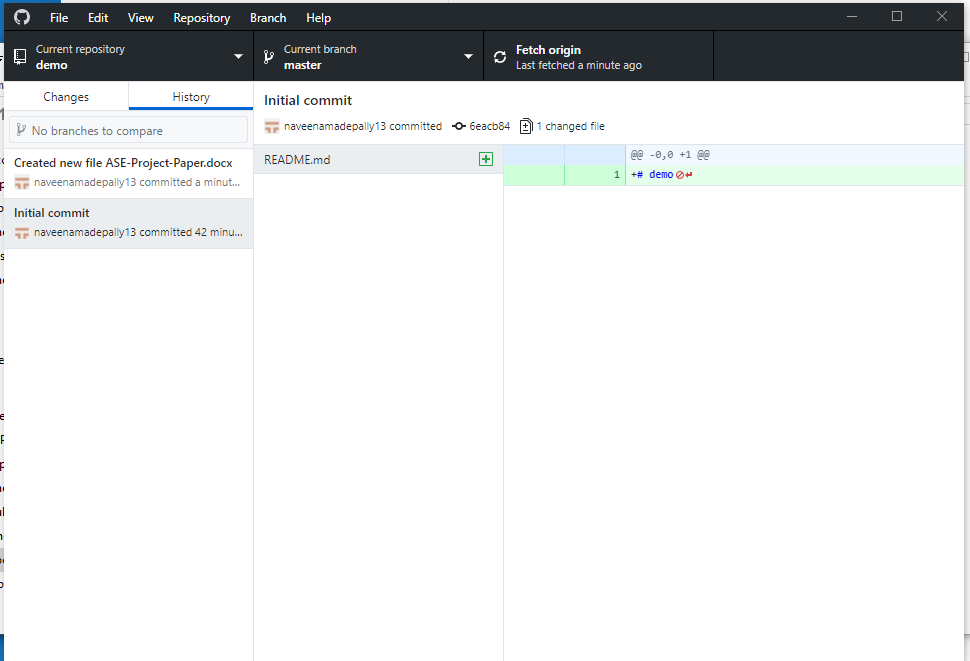 File Edit View Repository Branch Help
Current repository
demo
Current branch
master
Fetch origin
Last fetched a minute ago
Changes History
No branches to compare
Created new file ASE-Project-Paper.docx
naveenamadepally13 committed a minut...
Initial commit
naveenamadepally13 committed 42 minu...
Initial commit
naveenamadepally13 committed 6eacb84 1 changed file
README.md
@@ -0,0 +1 @@
1 +# demo